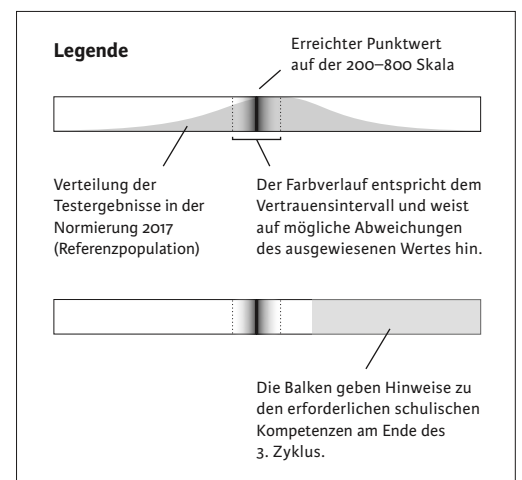 Legende
Erreichter Punktwert
auf der 200–800 Skala
Verteilung der
Testergebnisse in der
Normierung 2017
(Referenzpopulation)
Der Farbverlauf entspricht dem
Vertrauensintervall und weist
auf mögliche Abweichungen
des ausgewiesenen Wertes hin.
Die Balken geben Hinweise zu
den erforderlichen schulischen
Kompetenzen am Ende des
3. Zyklus.